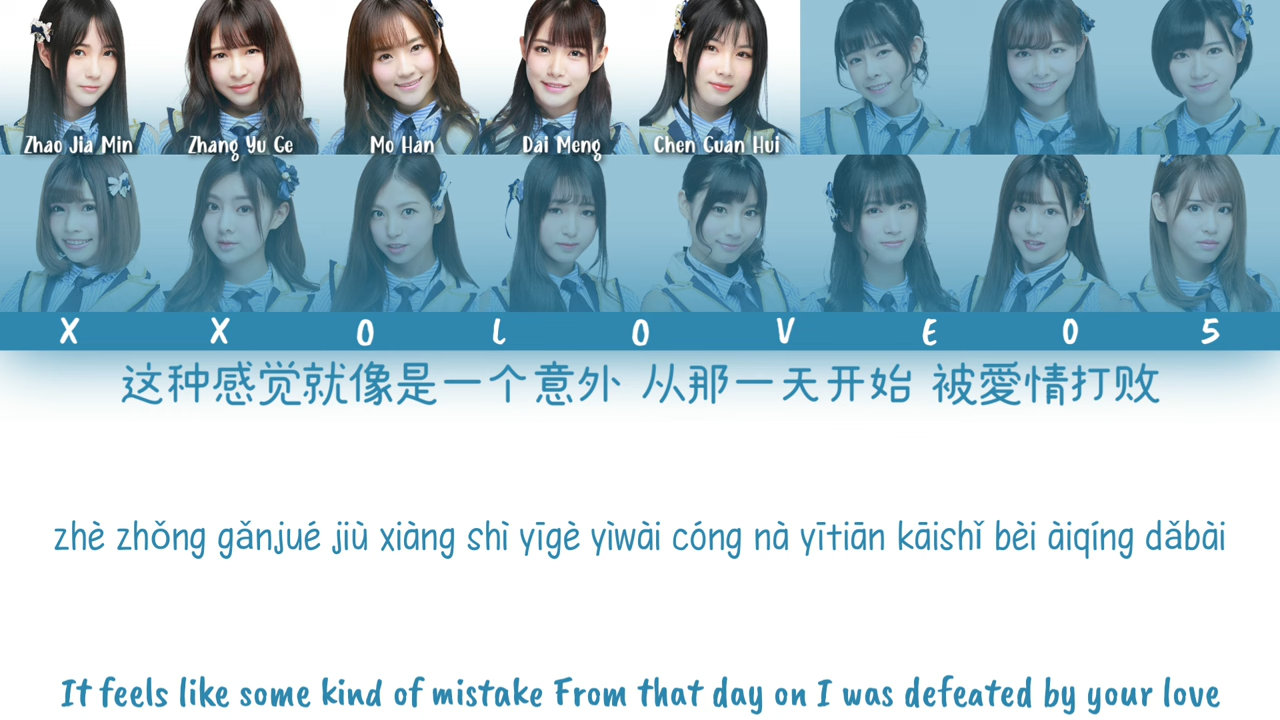 Zhao Jia Min Zhang Yu Ge Mo Han Dai Meng Chen Guan Hui
X X O L O V E 0 5
这种感觉就像是一个意外 从那一天开始 被愛情打败
zhè zhǒng gǎnjué jiù xiàng shì yīgè yìwài cóng nà yītiān kāishǐ bèi àiqíng dǎbài
It feels like some kind of mistake From that day on I was defeated by your love